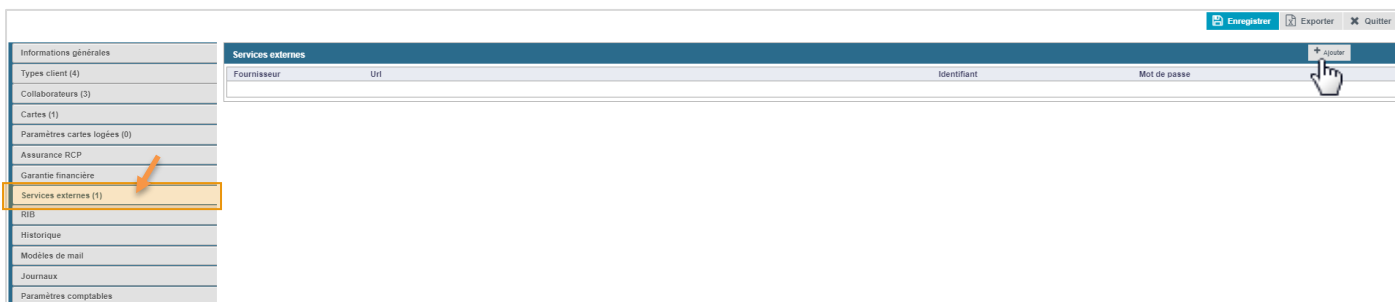 Enregistrer Exporter Quitter
Informations générales
Types client (4)
Collaborateurs (3)
Cartes (1)
Paramètres cartes logées (0)
Assurance RCP
Garantie financière
Services externes (1)
RIB
Historique
Modèles de mail
Journaux
Paramètres comptables
Services externes + Ajouter
Fournisseur Url Identifiant Mot de passe